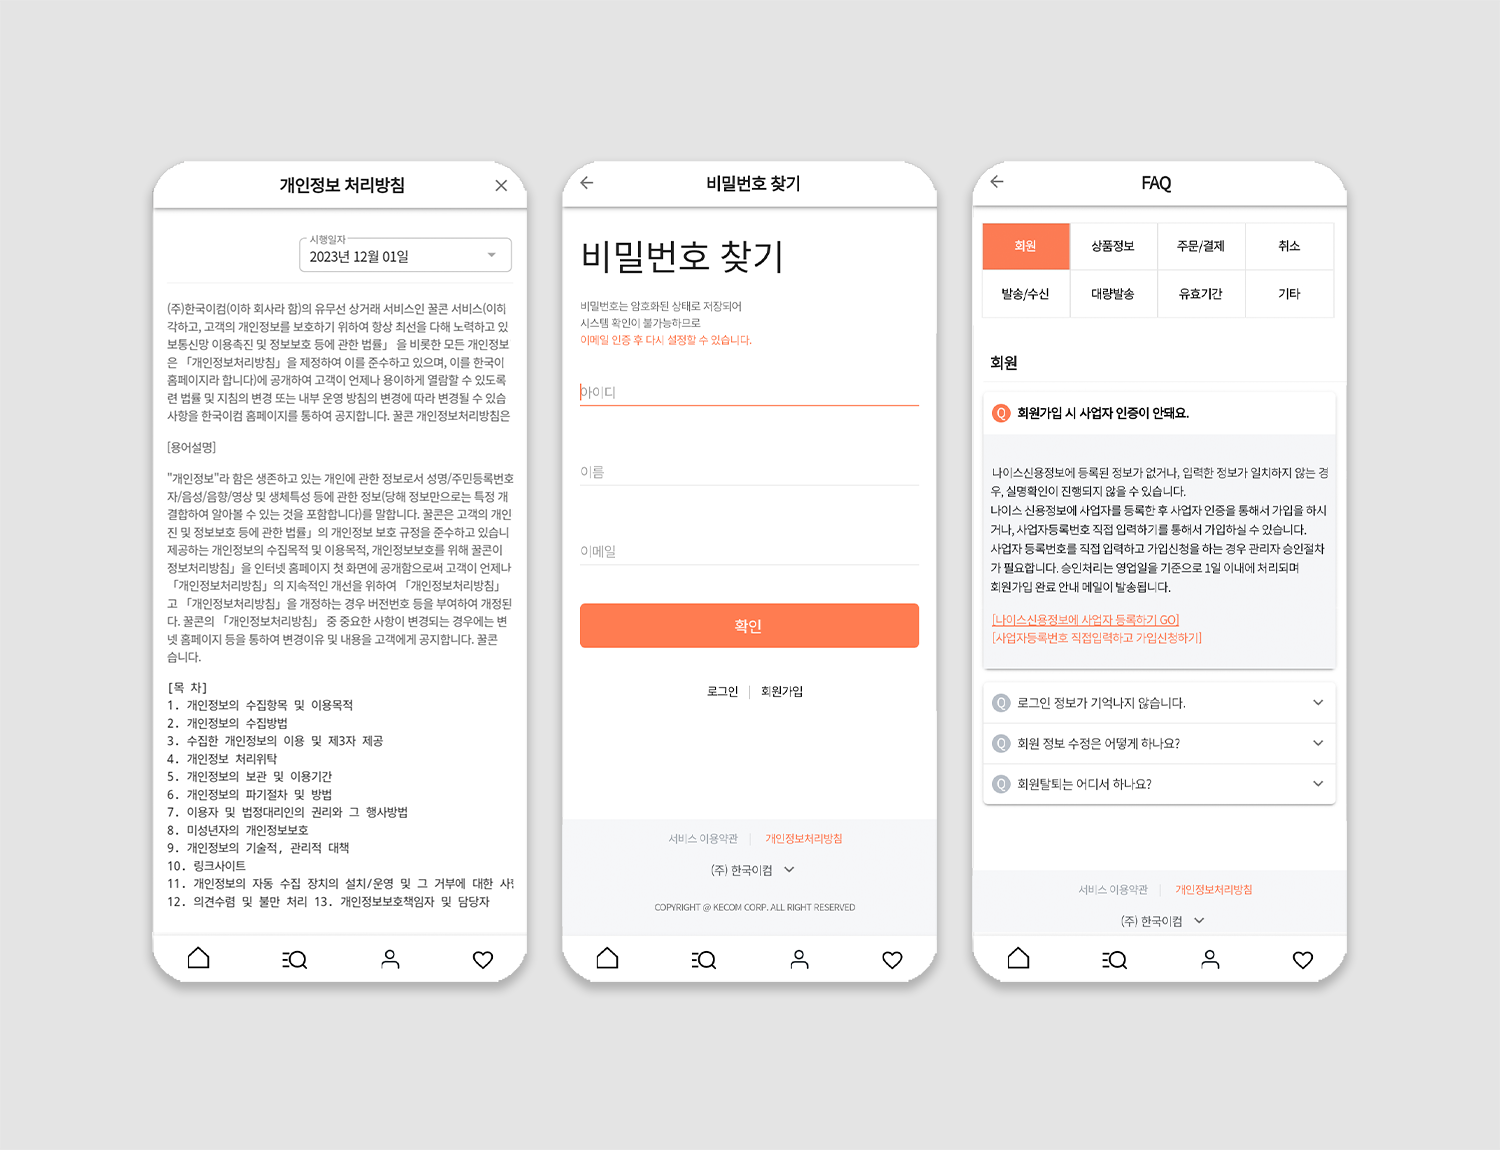 개인정보 처리방침
시행일자
2023년 12월 01일
(주)한국이컴(이하 회사라 함)의 유무선 상거래 서비스인 꿀콘 서비스(이하
각하고, 고객의 개인정보를 보호하기 위하여 항상 최선을 다해 노력하고 있
보통신망 이용촉진 및 정보보호 등에 관한 법률」 을 비롯한 모든 개인정보
은 「개인정보처리방침」을 제정하여 이를 준수하고 있으며, 이를 한국이
홈페이지라 합니다)에 공개하여 고객이 언제나 용이하게 열람할 수 있도록
련 법률 및 지침의 변경 또는 내부 운영 방침의 변경에 따라 변경될 수 있습
사항을 한국이컴 홈페이지를 통하여 공지합니다. 꿀콘 개인정보처리방침은
[용어설명]
"개인정보"라 함은 생존하고 있는 개인에 관한 정보로서 성명/주민등록번호
자/음성/음향/영상 및 생체특성 등에 관한 정보(당해 정보만으로는 특정 개
결합하여 알아볼 수 있는 것을 포함합니다)를 말합니다. 꿀콘은 고객의 개인
진 및 정보보호 등에 관한 법률」의 개인정보 보호 규정을 준수하고 있습니
제공하는 개인정보의 수집목적 및 이용목적, 개인정보보호를 위해 꿀콘이
정보처리방침」을 인터넷 홈페이지 첫 화면에 공개함으로써 고객이 언제나
「개인정보처리방침」의 지속적인 개선을 위하여 「개인정보처리방침」
고 「개인정보처리방침」을 개정하는 경우 버전번호 등을 부여하여 개정된
다. 꿀콘의 「개인정보처리방침」 중 중요한 사항이 변경되는 경우에는 변
넷 홈페이지 등을 통하여 변경이유 및 내용을 고객에게 공지합니다. 꿀콘
습니다.
[목 차]
1. 개인정보의 수집항목 및 이용목적
2. 개인정보의 수집방법
3. 수집한 개인정보의 이용 및 제3자 제공
4. 개인정보 처리위탁
5. 개인정보의 보관 및 이용기간
6. 개인정보의 파기절차 및 방법
7. 이용자 및 법정대리인의 권리와 그 행사방법
8. 미성년자의 개인정보보호
9. 개인정보의 기술적, 관리적 대책
10. 링크사이트
11. 개인정보의 자동 수집 장치의 설치/운영 및 그 거부에 대한
12. 의견수렴 및 불만 처리 13. 개인정보보호책임자 및 담당자
비밀번호 찾기
비밀번호 찾기
비밀번호는 암호화된 상태로 저장되어
시스템 확인이 불가능하므로
이메일 인증 후 다시 설정할 수 있습니다.
아이디
이름
이메일
확인
로그인 | 회원가입
서비스 이용약관 | 개인정보처리방침
(주) 한국이컴
COPYRIGHT @ KECOM CORP. ALL RIGHT RESERVED
FAQ
회원 상품정보 주문/결제 취소
발송/수신 대량발송 유효기간 기타
회원
Q 회원가입 시 사업자 인증이 안돼요.
나이스신용정보에 등록된 정보가 없거나, 입력한 정보가 일치하지 않는 경
우, 실명확인이 진행되지 않을 수 있습니다.
나이스 신용정보에 사업자를 등록한 후 사업자 인증을 통해서 가입을 하시
거나, 사업자등록번호 직접 입력하기를 통해서 가입하실 수 있습니다.
사업자 등록번호를 직접 입력하고 가입신청을 하는 경우 관리자 승인절차
가 필요합니다. 승인처리는 영업일을 기준으로 1일 이내에 처리되며
회원가입 완료 안내 메일이 발송됩니다.
[나이스신용정보에 사업자 등록하기 GO]
[사업자등록번호 직접입력하고 가입신청하기]
Q 로그인 정보가 기억나지 않습니다.
Q 회원 정보 수정은 어떻게 하나요?
Q 회원탈퇴는 어디서 하나요?
서비스 이용약관 | 개인정보처리방침
(주) 한국이컴